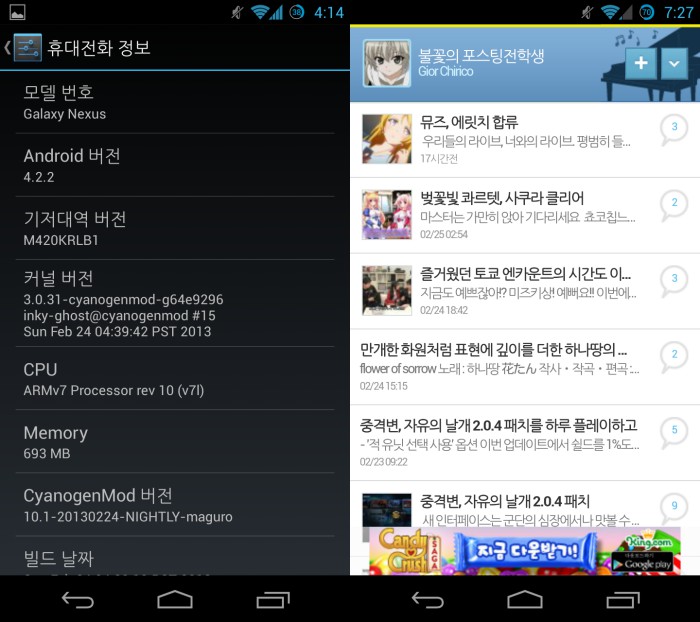 38 4:14
휴대전화 정보
모델 번호
Galaxy Nexus
Android 버전
4.2.2
기저대역 버전
M420KRLB1
커널 버전
3.0.31-cyanogenmod-g64e9296
inky-ghost@cyanogenmod #15
Sun Feb 24 04:39:42 PST 2013
CPU
ARMv7 Processor rev 10 (v7l)
Memory
693 MB
CyanogenMod 버전
10.1-20130224-NIGHTLY-maguro
빌드 날짜
70 7:27
불꽃의 포스팅전학생
Gior Chirico
뮤즈, 에릿치 합류
우리들의 라이브, 너와의 라이브. 평범히 들...
17시간전
3
벚꽃빛 콰르텟, 사쿠라 클리어
마스터는 가만히 앉아 기다리세요. 쵸코칩느...
02/25 02:54
2
즐거웠던 토쿄 엔카운트의 시간도 이...
지금도 예쁘잖아!? 미즈키상! 예뻐요!! 이번에...
02/24 18:42
3
만개한 화원처럼 표현에 깊이를 더한 하나땅의 ...
flower of sorrow 노래 : 하나땅 花たん 작사・작곡・편곡 :...
02/24 15:15
2
중격변, 자유의 날개 2.0.4 패치를 하루 플레이하고
- '적 유닛 선택 사용' 옵션 이번 업데이트에서 쉴드를 1%도...
02/23 09:22
5
중격변, 자유의 날개 2.0.4 패치
새 인터페이스는 군단의 심장에서나 맛볼 수...
9
Candy
Crush
SAGA
지금 다운받기!
King.com
Google play